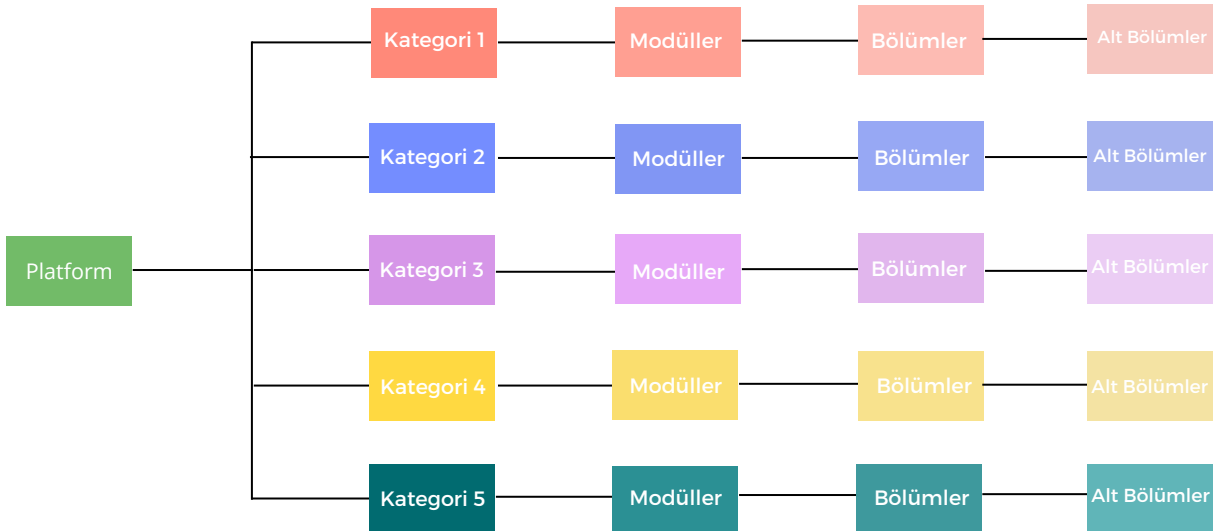 Kategori 1
Modüller
Bölümler
Alt Bölümler
Kategori 2
Modüller
Bölümler
Alt Bölümler
Platform
Kategori 3
Modüller
Bölümler
Alt Bölümler
Kategori 4
Modüller
Bölümler
Alt Bölümler
Kategori 5
Modüller
Bölümler
Alt Bölümler